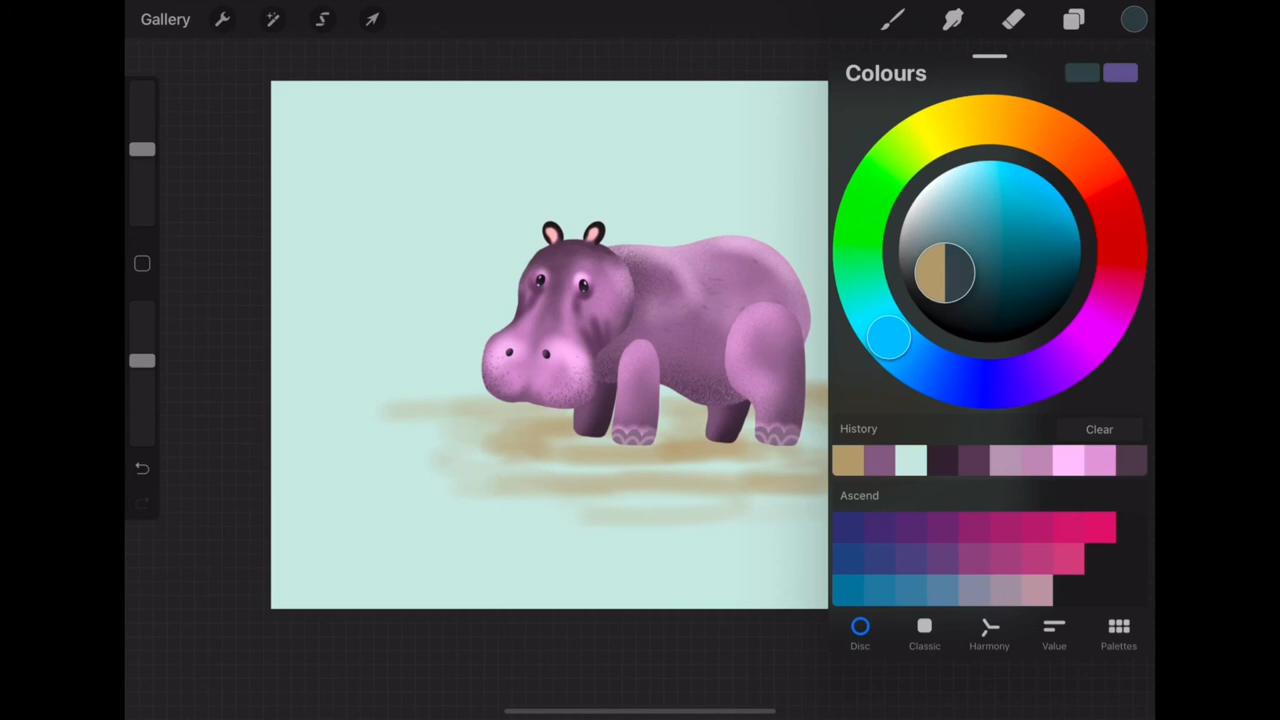 Gallery
Colours
History
Clear
Ascend
Disc
Classic
Harmony
Value
Palettes